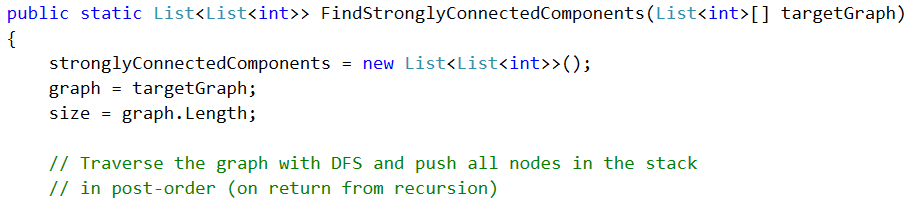 public static List<List<int>> FindStronglyConnectedComponents(List<int>[] targetGraph)
{
    stronglyConnectedComponents = new List<List<int>>();
    graph = targetGraph;
    size = graph.Length;

    // Traverse the graph with DFS and push all nodes in the stack
    // in post-order (on return from recursion)